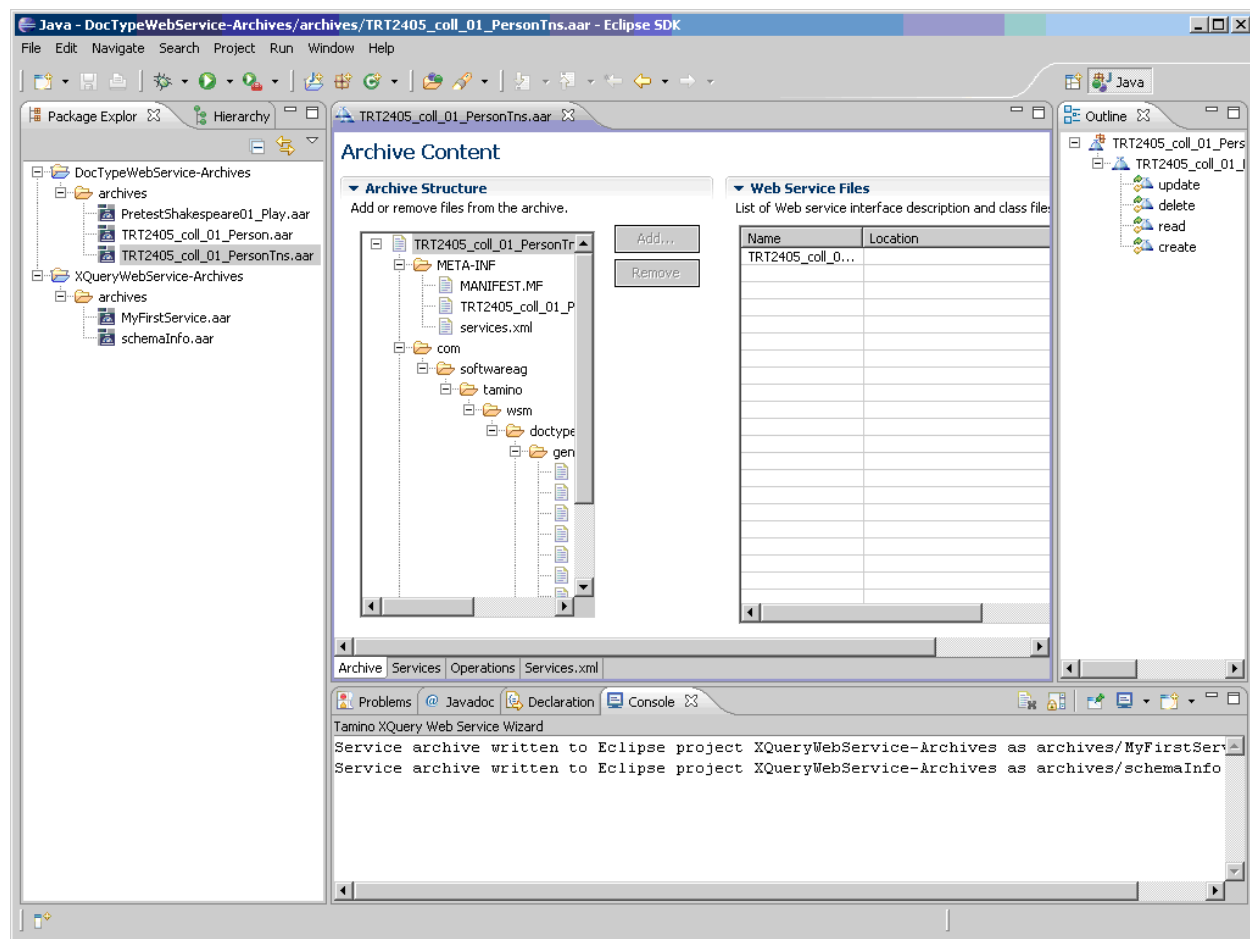 Java - DocTypeWebService-Archives/archives/TRT2405_coll_01_PersonTns.aar - Eclipse SDK
File Edit Navigate Search Project Run Window Help
Java
Package Explor
Hierarchy
DocTypeWebService-Archives
archives
PretestShakespeare01_Play.aar
TRT2405_coll_01_Person.aar
TRT2405_coll_01_PersonTns.aar
XQueryWebService-Archives
archives
MyFirstService.aar
schemaInfo.aar
TRT2405_coll_01_PersonTns.aar
Archive Content
Archive Structure
Add or remove files from the archive.
TRT2405_coll_01_PersonTr
META-INF
MANIFEST.MF
TRT2405_coll_01_P
services.xml
com
softwareag
tamino
wsm
doctype
gen
Add...
Remove
Web Service Files
List of Web service interface description and class file
Name Location
TRT2405_coll_0...
Archive Services Operations Services.xml
Outline
TRT2405_coll_01_Pers
TRT2405_coll_01_
update
delete
read
create
Problems @ Javadoc Declaration Console
Tamino XQuery Web Service Wizard
Service archive written to Eclipse project XQueryWebService-Archives as archives/MyFirstServ
Service archive written to Eclipse project XQueryWebService-Archives as archives/schemaInfo